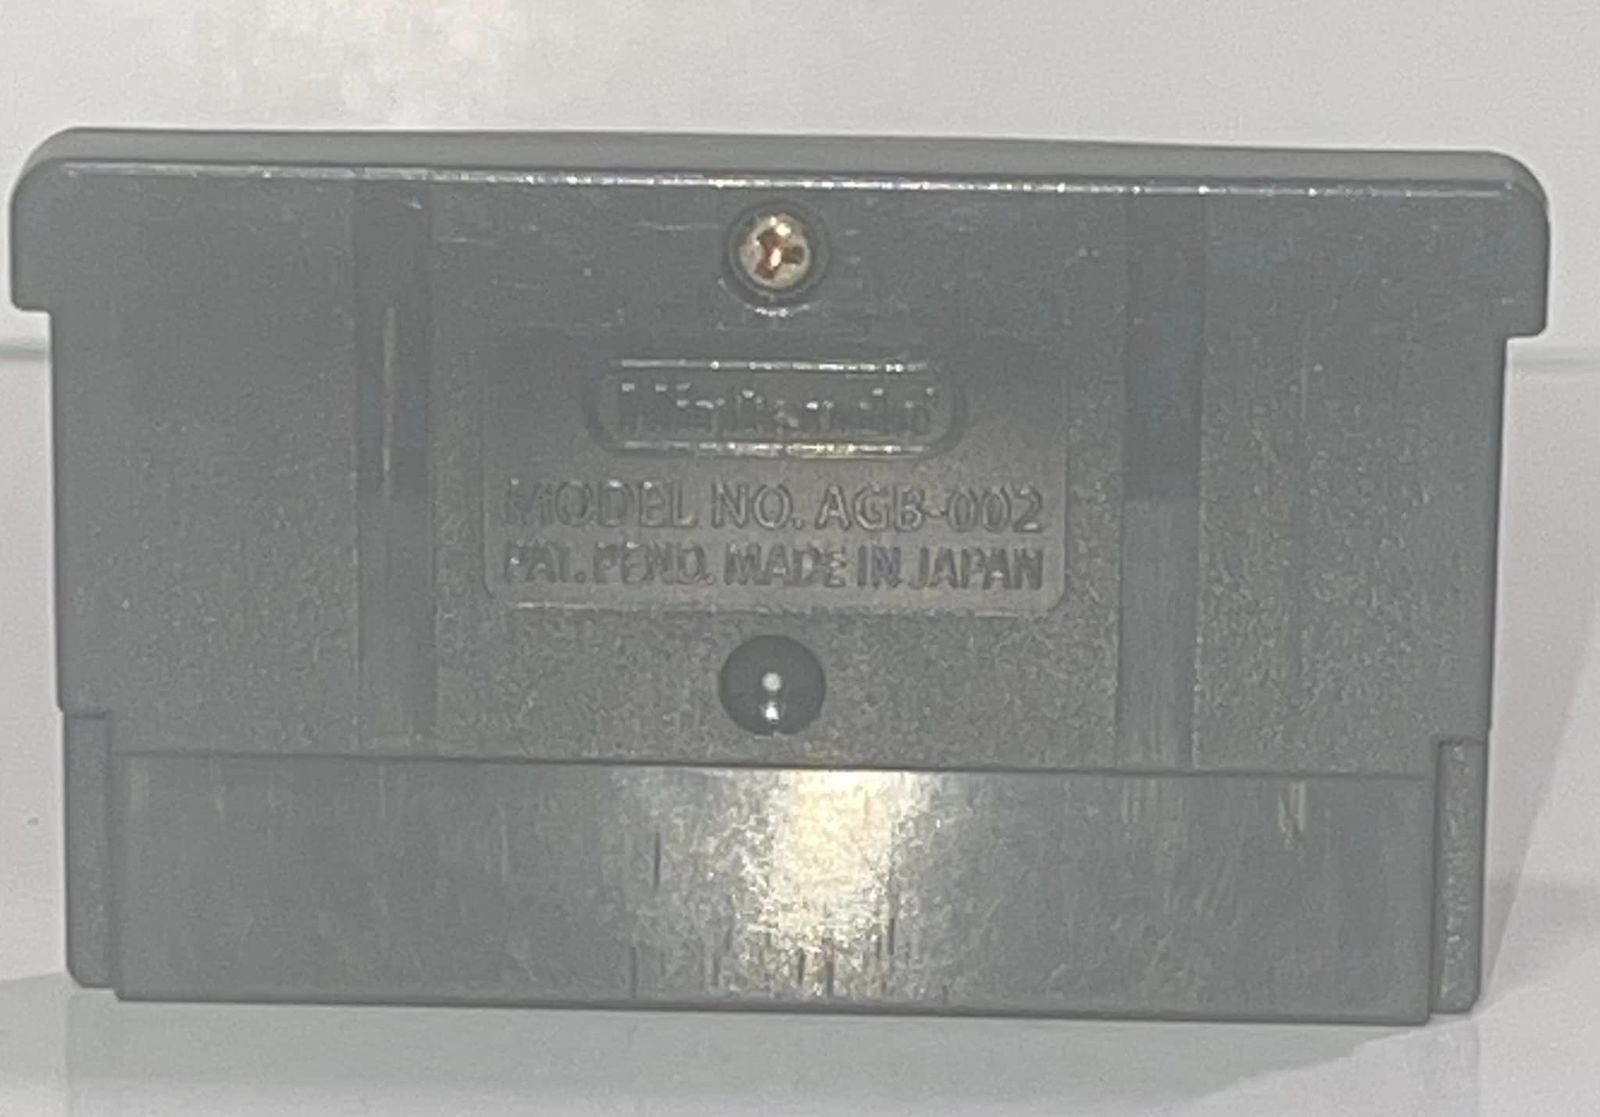 Nintendo
MODEL NO. AGB-002
PAT. PEND. MADE IN JAPAN